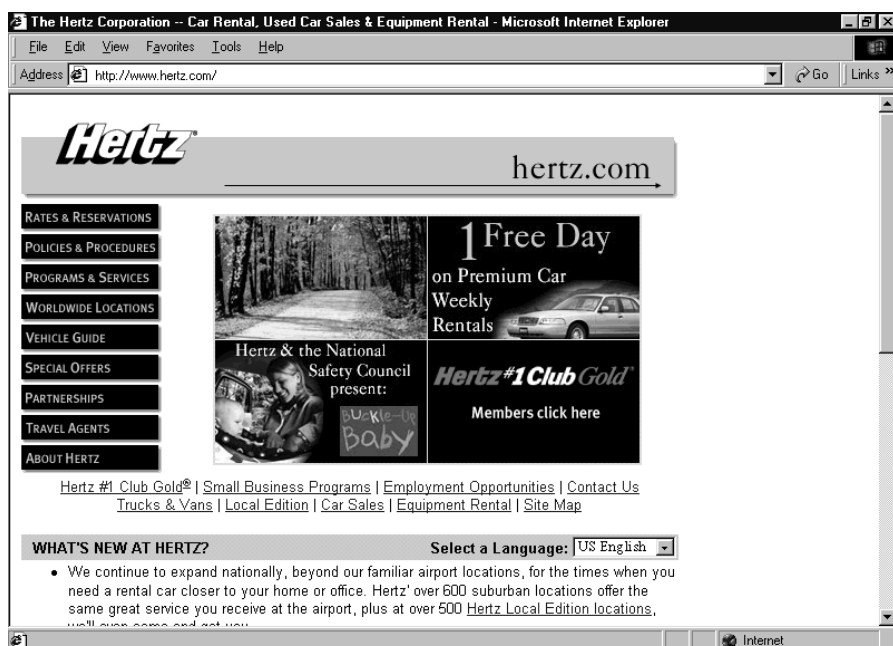 The Hertz Corporation -- Car Rental, Used Car Sales & Equipment Rental - Microsoft Internet Explorer
File Edit View Favorites Tools Help
Address http://www.hertz.com/ Go Links »
Hertz®
hertz.com
RATES & RESERVATIONS
POLICIES & PROCEDURES
PROGRAMS & SERVICES
WORLDWIDE LOCATIONS
VEHICLE GUIDE
SPECIAL OFFERS
PARTNERSHIPS
TRAVEL AGENTS
ABOUT HERTZ
1 Free Day
on Premium Car
Weekly
Rentals
Hertz & the National
Safety Council
present:
BUcKle-Up
Baby
Hertz #1 Club Gold®
Members click here
Hertz #1 Club Gold® | Small Business Programs | Employment Opportunities | Contact Us
Trucks & Vans | Local Edition | Car Sales | Equipment Rental | Site Map
WHAT'S NEW AT HERTZ? Select a Language: US English
• We continue to expand nationally, beyond our familiar airport locations, for the times when you
need a rental car closer to your home or office. Hertz' over 600 suburban locations offer the
same great service you receive at the airport, plus at over 500 Hertz Local Edition locations,
we'll even come and get you
Internet